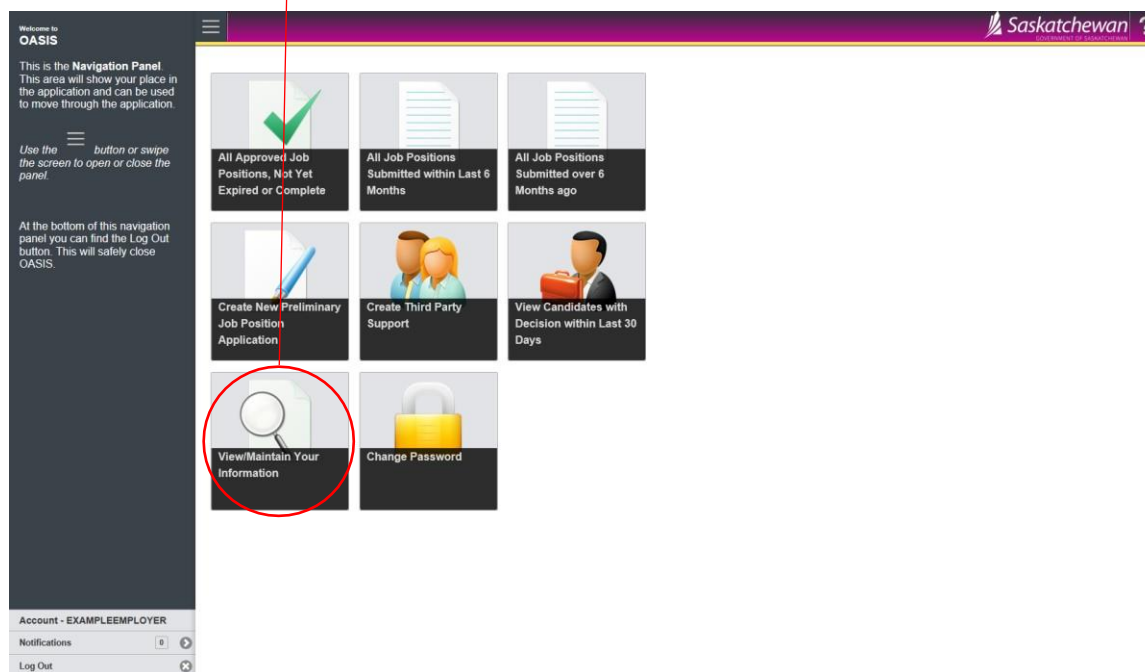 Welcome to
OASIS
This is the Navigation Panel.
This area will show your place in
the application and can be used
to move through the application.
Use the button or swipe
the screen to open or close the
panel.
At the bottom of this navigation
panel you can find the Log Out
button. This will safely close
OASIS.
Account - EXAMPLEEMPLOYER
Notifications 0
Log Out
Saskatchewan ?
GOVERNMENT OF SASKATCHEWAN
All Approved Job
Positions, Not Yet
Expired or Complete
All Job Positions
Submitted within Last 6
Months
All Job Positions
Submitted over 6
Months ago
Create New Preliminary
Job Position
Application
Create Third Party
Support
View Candidates with
Decision within Last 30
Days
View/Maintain Your
Information
Change Password